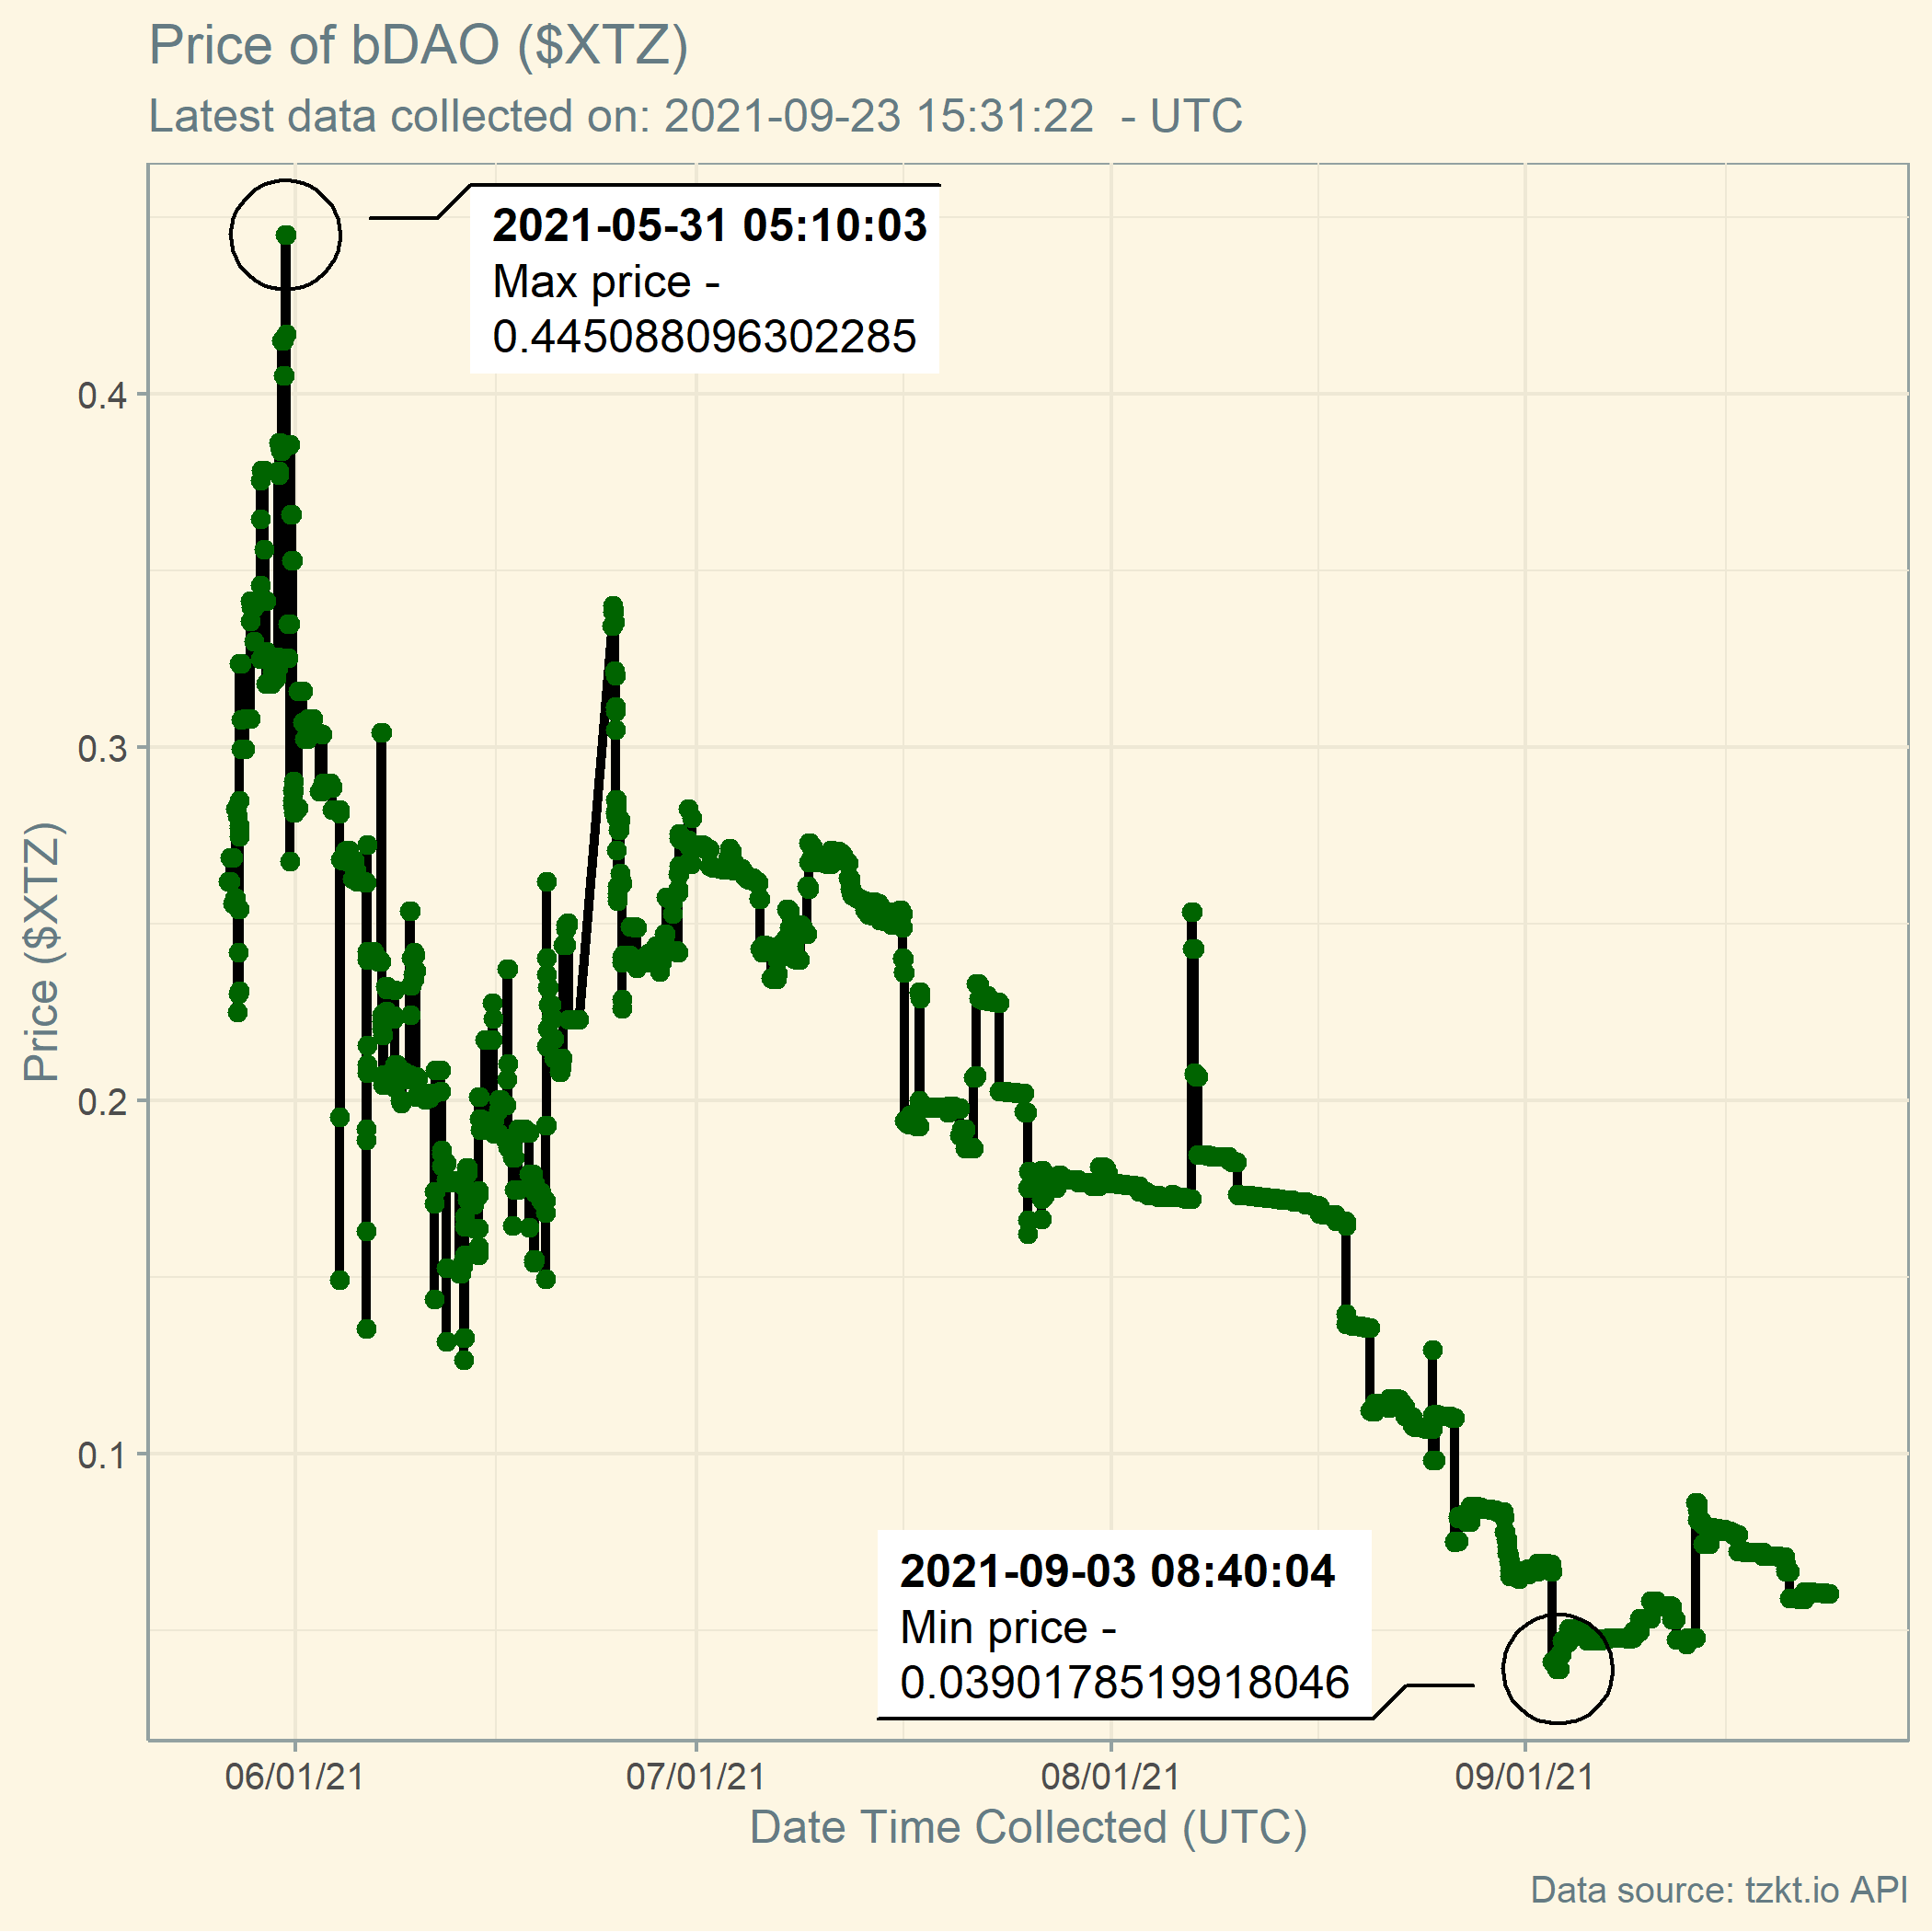 Price of bDAO ($XTZ)
Latest data collected on: 2021-09-23 15:31:22  - UTC
2021-05-31 05:10:03
Max price -
0.445088096302285
0.4
0.3
0.2
0.1
Price ($XTZ)
2021-09-03 08:40:04
Min price -
0.0390178519918046
06/01/21
07/01/21
08/01/21
09/01/21
Date Time Collected (UTC)
Data source: tzkt.io API